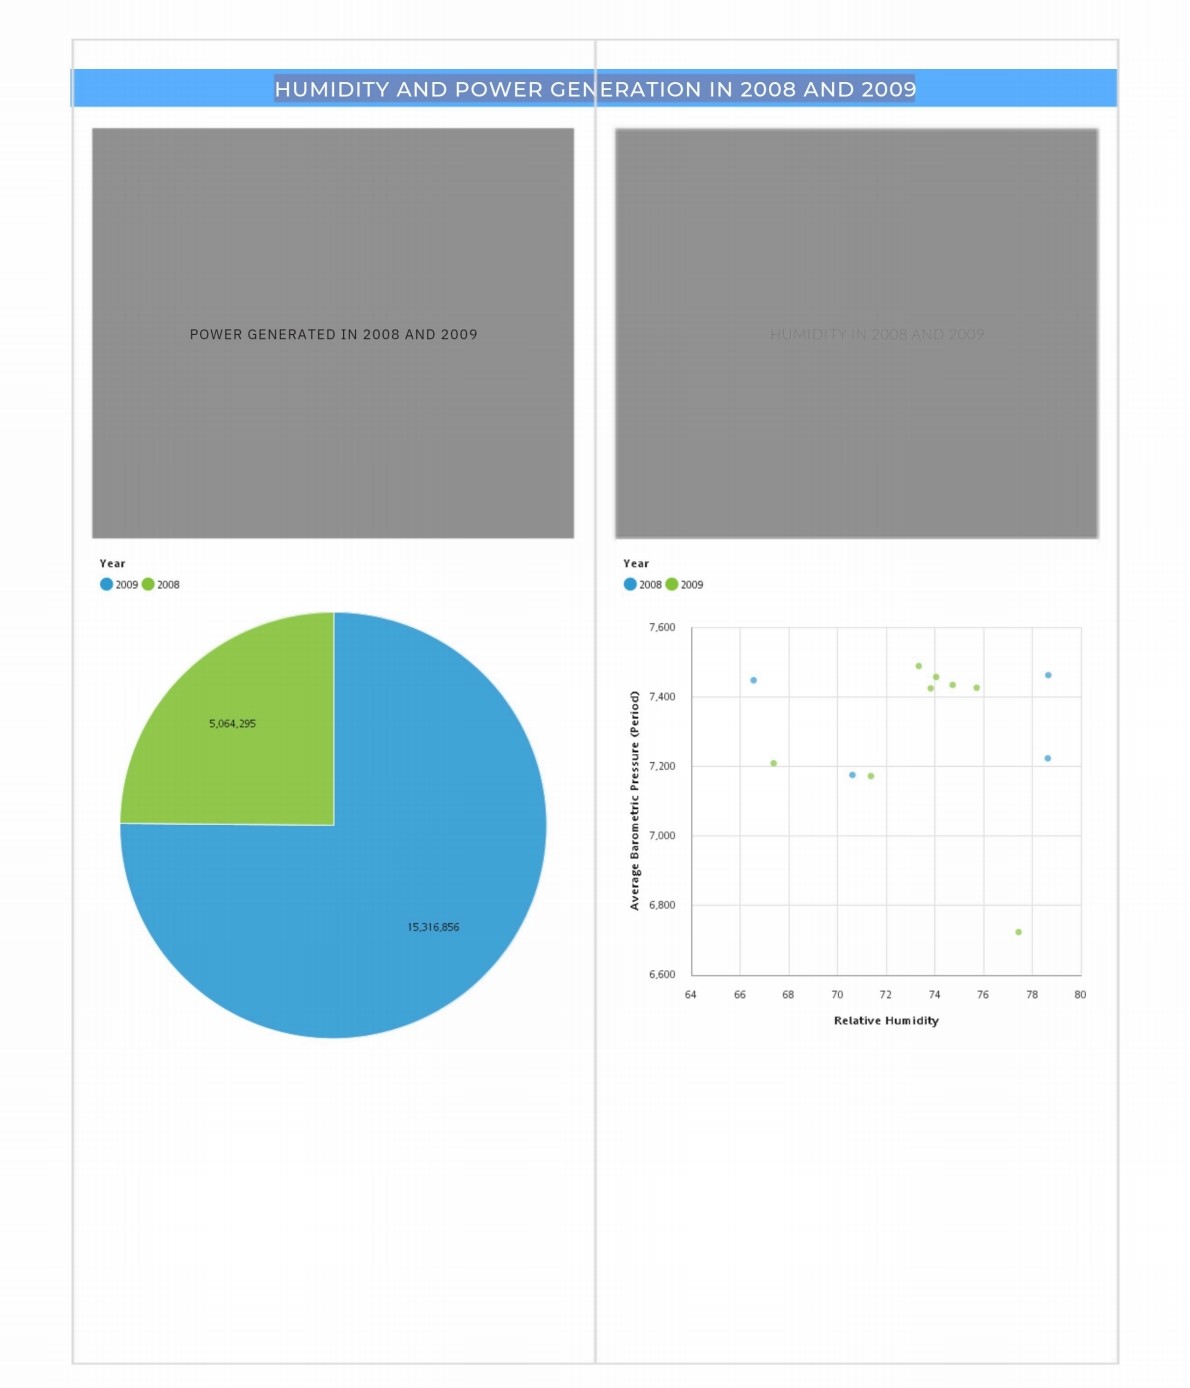 HUMIDITY AND POWER GENERATION IN 2008 AND 2009
POWER GENERATED IN 2008 AND 2009
Year
2009 2008
5,064,295
15,316,856
HUMIDITY IN 2008 AND 2009
Year
2008 2009
Average Barometric Pressure (Period)
7,600
7,400
7,200
7,000
6,800
6,600
64 66 68 70 72 74 76 78 80
Relative Humidity